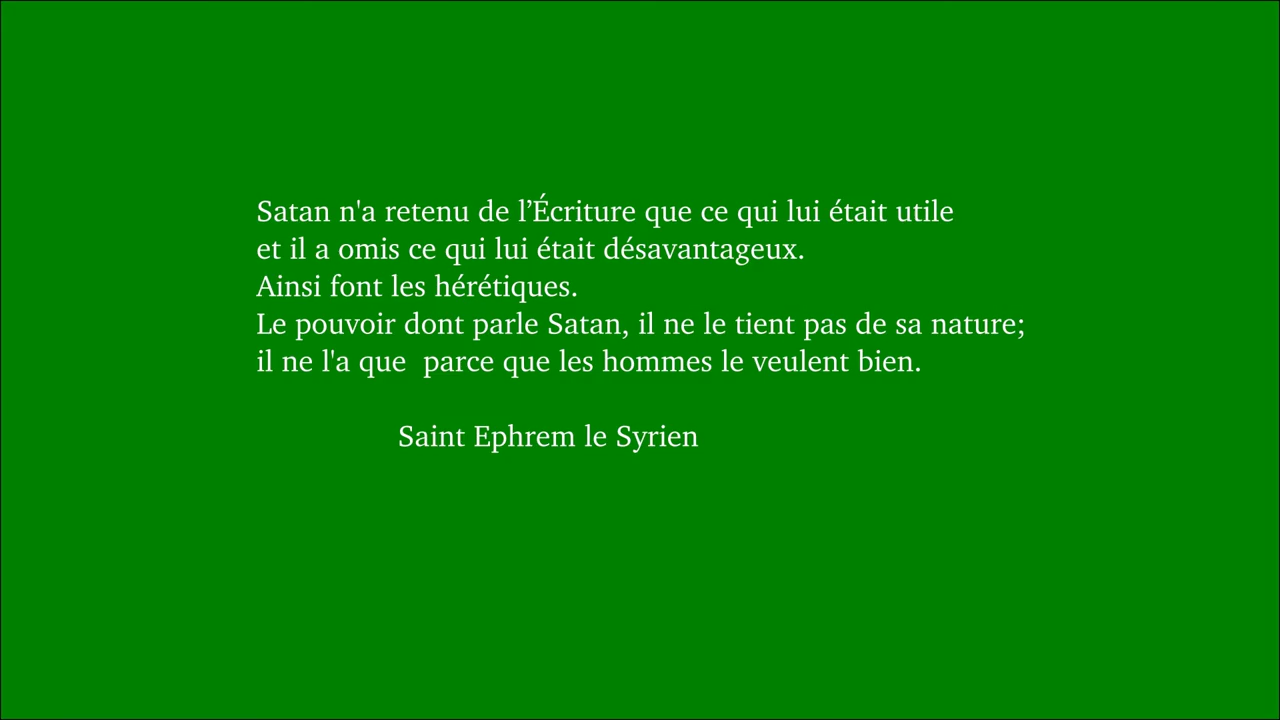 Satan n'a retenu de l’Écriture que ce qui lui était utile
et il a omis ce qui lui était désavantageux.
Ainsi font les hérétiques.
Le pouvoir dont parle Satan, il ne le tient pas de sa nature;
il ne l'a que  parce que les hommes le veulent bien.
Saint Ephrem le Syrien